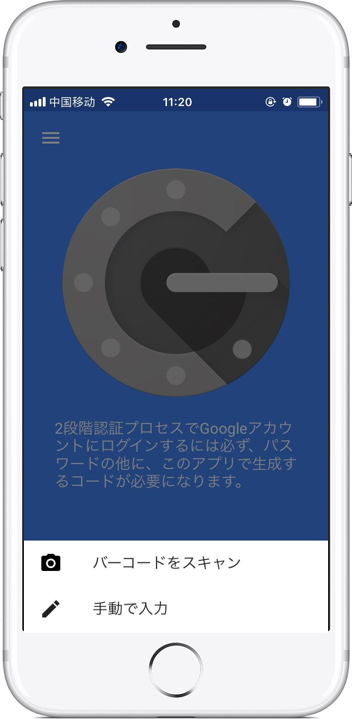 中国移动 11:20
2段階認証プロセスでGoogleアカウ
ントにログインするには必ず、パス
ワードの他に、このアプリで生成す
るコードが必要になります。
バーコードをスキャン
手動で入力